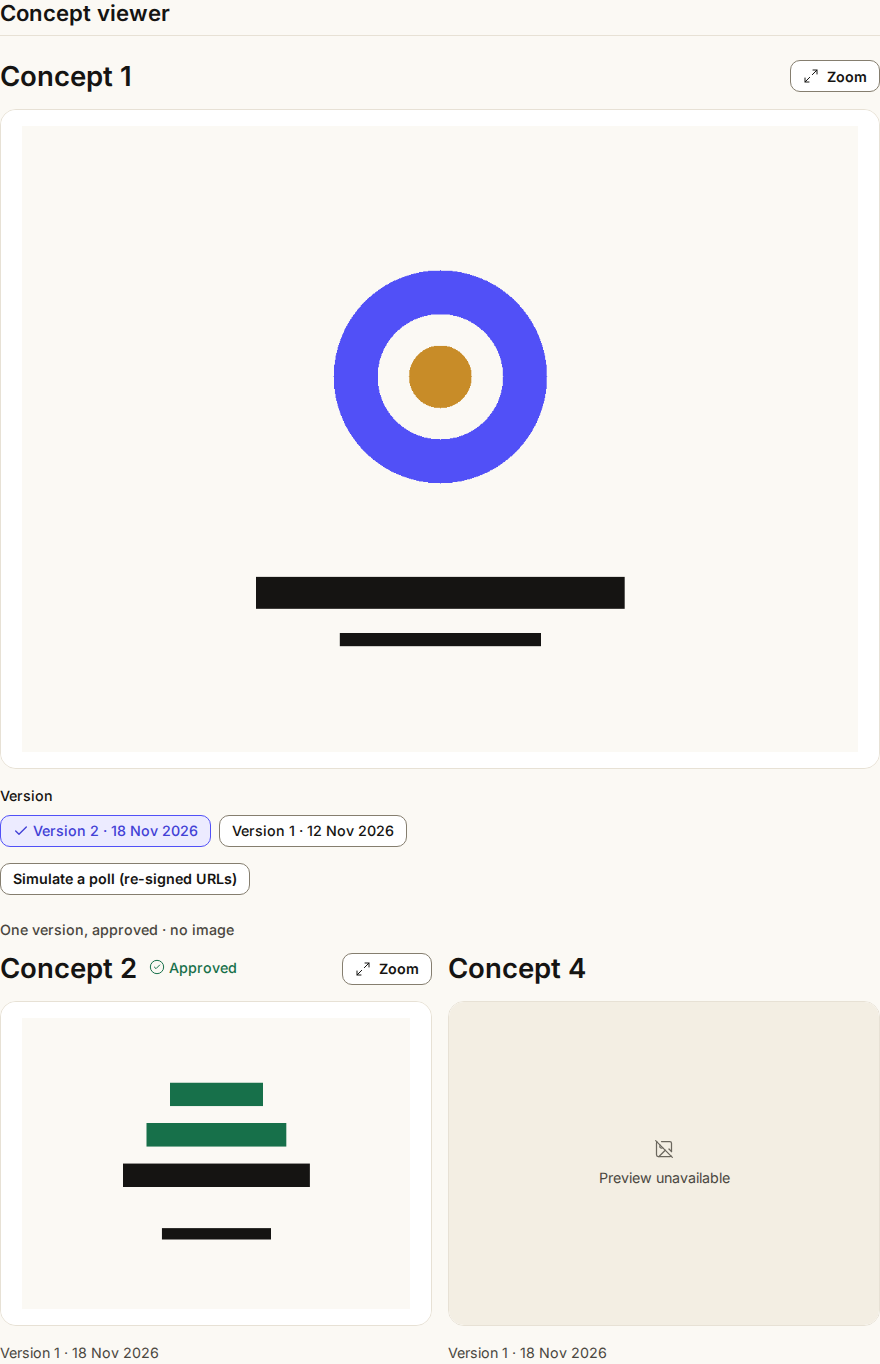 Concept viewer
Concept 1
Zoom
Version
Version 2 · 18 Nov 2026
Version 1 · 12 Nov 2026
Simulate a poll (re-signed URLs)
One version, approved · no image
Concept 2
Approved
Zoom
Concept 4
Preview unavailable
Version 1 · 18 Nov 2026
Version 1 · 18 Nov 2026